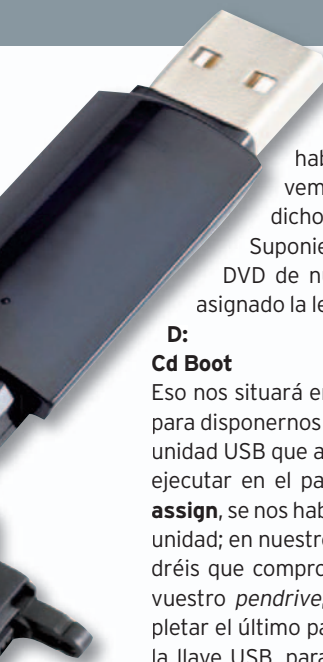 hab
vem
dicho
Suponie
DVD de nu
asignado la le
D:
Cd Boot
Eso nos situará en
para disponernos
unidad USB que a
ejecutar en el pa
assign, se nos hab
unidad; en nuestro
dréis que compro
vuestro pendrive,
pletar el último pa
la llave USB, para